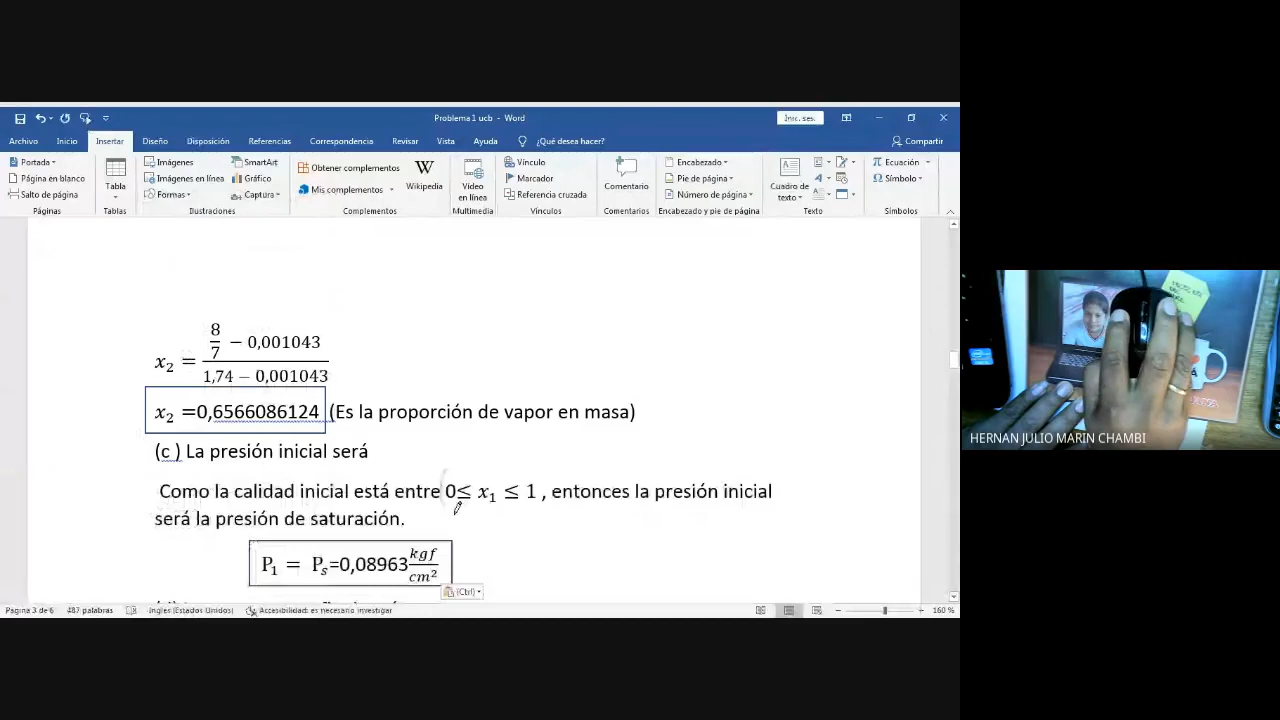 Problema 1 ucb - Word
Inic. ses.
Archivo Inicio Insertar Diseño Disposición Referencias Correspondencia Revisar Vista Ayuda ¿Qué desea hacer? Compartir
Portada
Página en blanco
Salto de página
Páginas
Tabla
Tablas
Imágenes
Imágenes en línea
Formas
SmartArt
Gráfico
Captura
Ilustraciones
Obtener complementos
Mis complementos
Wikipedia
Complementos
Vídeo en línea
Multimedia
Vínculo
Marcador
Referencia cruzada
Vínculos
Comentario
Comentarios
Encabezado
Pie de página
Número de página
Encabezado y pie de página
Cuadro de texto
Texto
Ecuación
Símbolo
Símbolos
x₂ = (8/7 − 0,001043)/(1,74 − 0,001043)
x₂ =0,6566086124 (Es la proporción de vapor en masa)
(c ) La presión inicial será
Como la calidad inicial está entre 0≤ x₁ ≤ 1 , entonces la presión inicial
será la presión de saturación.
P₁ = Pₛ=0,08963 kgf/cm²
(Ctrl)
Página 3 de 6 487 palabras Inglés (Estados Unidos) Accesibilidad: es necesario investigar 160 %
HERNAN JULIO MARIN CHAMBI